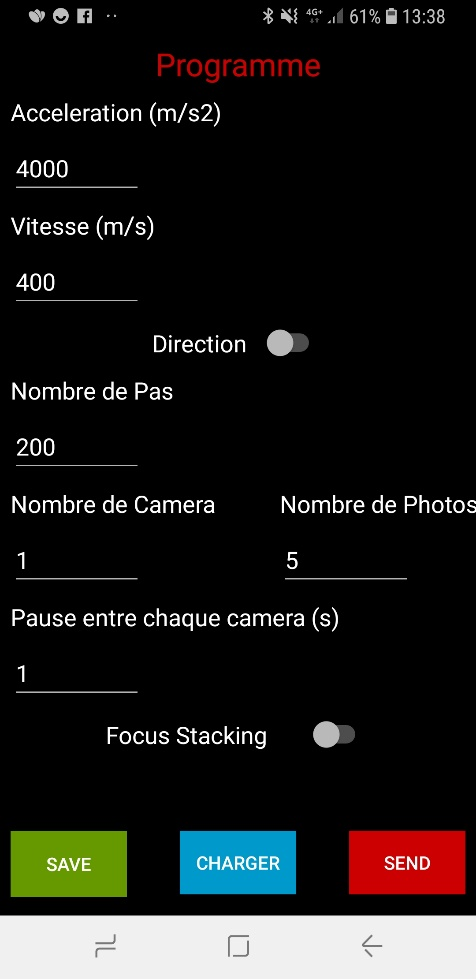 4G+ 61% 13:38
Programme
Acceleration (m/s2)
4000
Vitesse (m/s)
400
Direction
Nombre de Pas
200
Nombre de Camera Nombre de Photos
1 5
Pause entre chaque camera (s)
1
Focus Stacking
SAVE CHARGER SEND